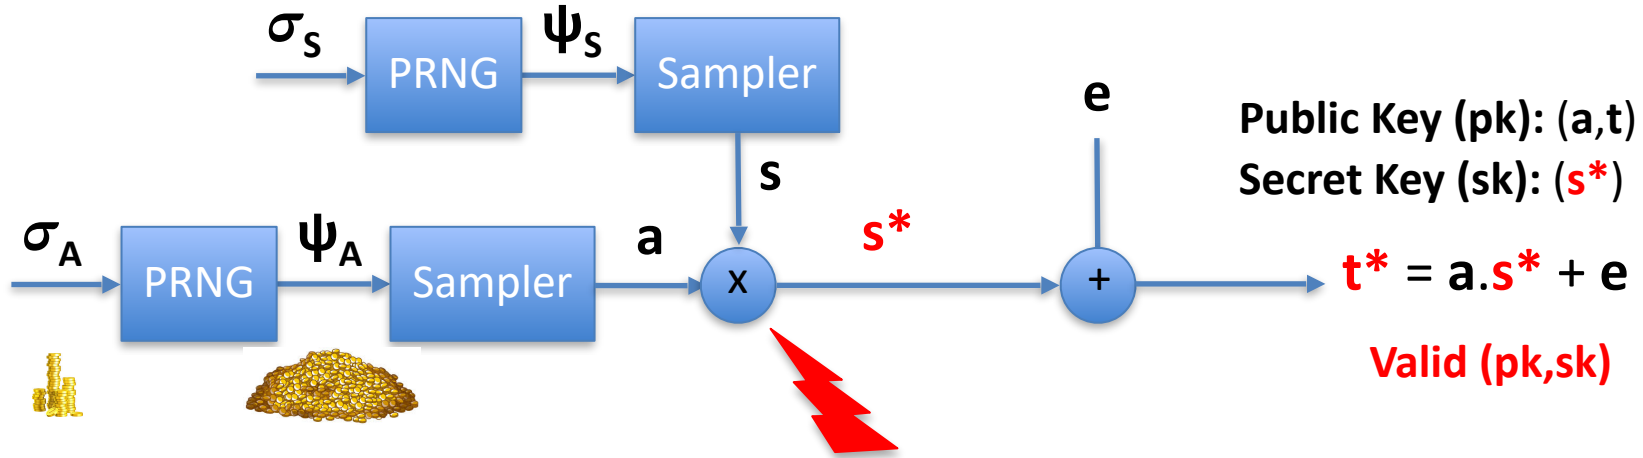 σS
PRNG
ψS
Sampler
s
σA
PRNG
ψA
Sampler
a
x
s*
e
+
Public Key (pk): (a,t)
Secret Key (sk): (s*)
t* = a.s* + e
Valid (pk,sk)